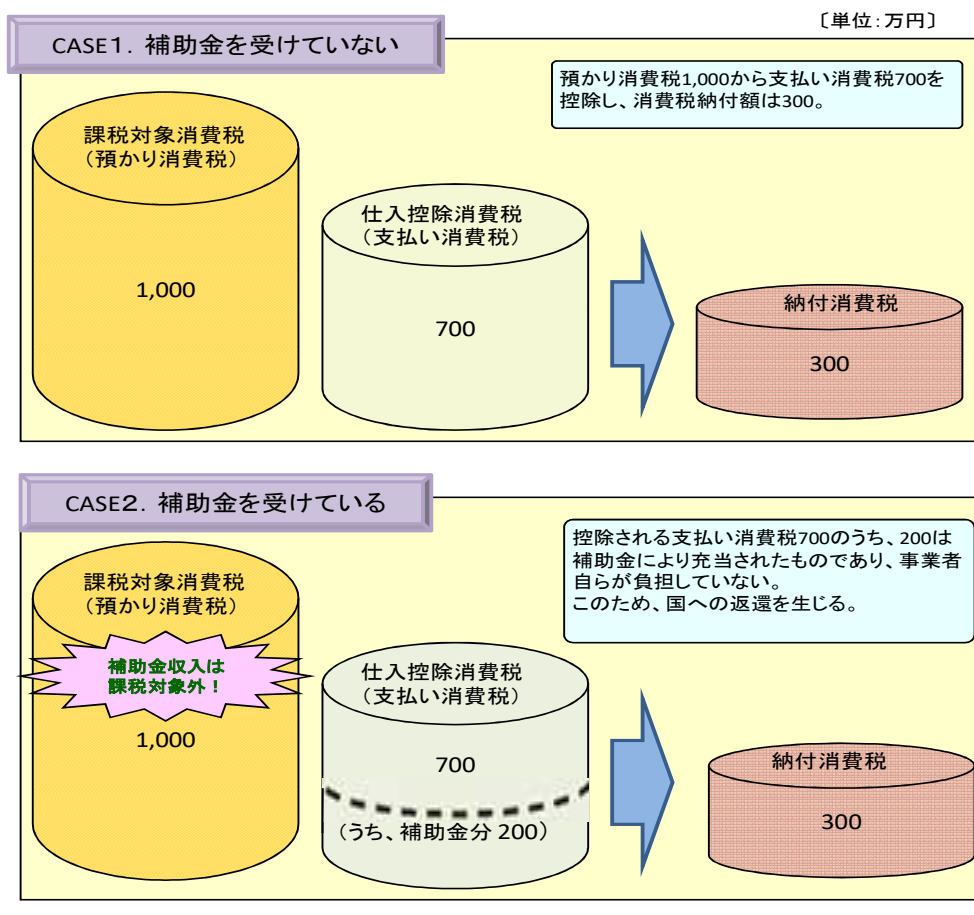 〔単位：万円〕
CASE1．補助金を受けていない
預かり消費税1,000から支払い消費税700を
控除し、消費税納付額は300。
課税対象消費税
（預かり消費税）
1,000
仕入控除消費税
（支払い消費税）
700
納付消費税
300
CASE2．補助金を受けている
控除される支払い消費税700のうち、200は
補助金により充当されたものであり、事業者
自らが負担していない。
このため、国への返還を生じる。
課税対象消費税
（預かり消費税）
補助金収入は
課税対象外！
1,000
仕入控除消費税
（支払い消費税）
700
（うち、補助金分 200）
納付消費税
300